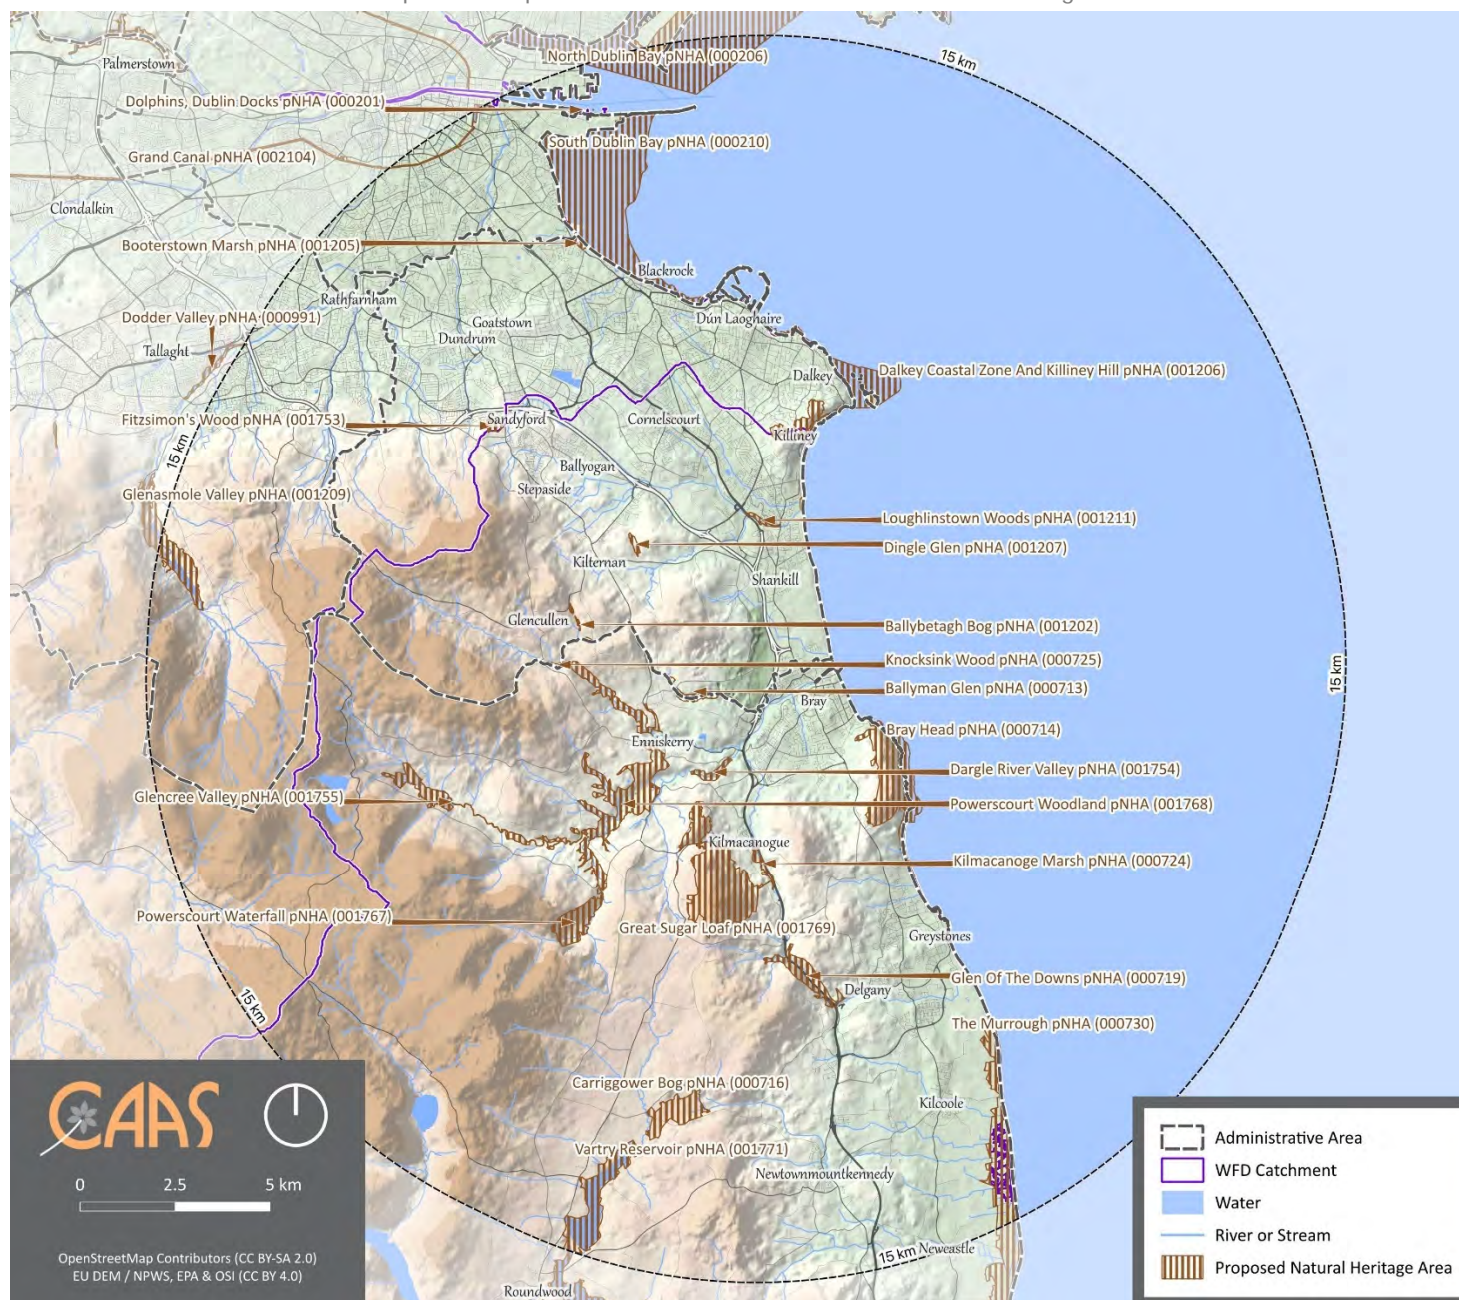 North Dublin Bay pNHA (000206)
15 km
Palmerstown
Dolphins, Dublin Docks pNHA (000201)
South Dublin Bay pNHA (000210)
Grand Canal pNHA (002104)
Clondalkin
Booterstown Marsh pNHA (001205)
Blackrock
Rathfarnham
Dodder Valley pNHA (000991)
Goatstown
Dún Laoghaire
Dundrum
Tallaght
Dalkey
Dalkey Coastal Zone And Killiney Hill pNHA (001206)
Fitzsimon's Wood pNHA (001753)
Sandyford
Cornelscourt
Killiney
15 km
Ballyogan
Stepaside
Glenasmole Valley pNHA (001209)
Loughlinstown Woods pNHA (001211)
Dingle Glen pNHA (001207)
Kilternan
Shankill
Glencullen
Ballybetagh Bog pNHA (001202)
Knocksink Wood pNHA (000725)
15 km
Ballyman Glen pNHA (000713)
Bray
Bray Head pNHA (000714)
Enniskerry
Dargle River Valley pNHA (001754)
Glencree Valley pNHA (001755)
Powerscourt Woodland pNHA (001768)
Kilmacanogue
Kilmacanoge Marsh pNHA (000724)
Powerscourt Waterfall pNHA (001767)
Great Sugar Loaf pNHA (001769)
Greystones
Glen Of The Downs pNHA (000719)
Delgany
15 km
The Murrough pNHA (000730)
Carriggower Bog pNHA (000716)
Kilcoole
Vartry Reservoir pNHA (001771)
Newtownmountkennedy
15 km
Newcastle
Roundwood
CAAS
0 2.5 5 km
OpenStreetMap Contributors (CC BY-SA 2.0)
EU DEM / NPWS, EPA & OSI (CC BY 4.0)
Administrative Area
WFD Catchment
Water
River or Stream
Proposed Natural Heritage Area